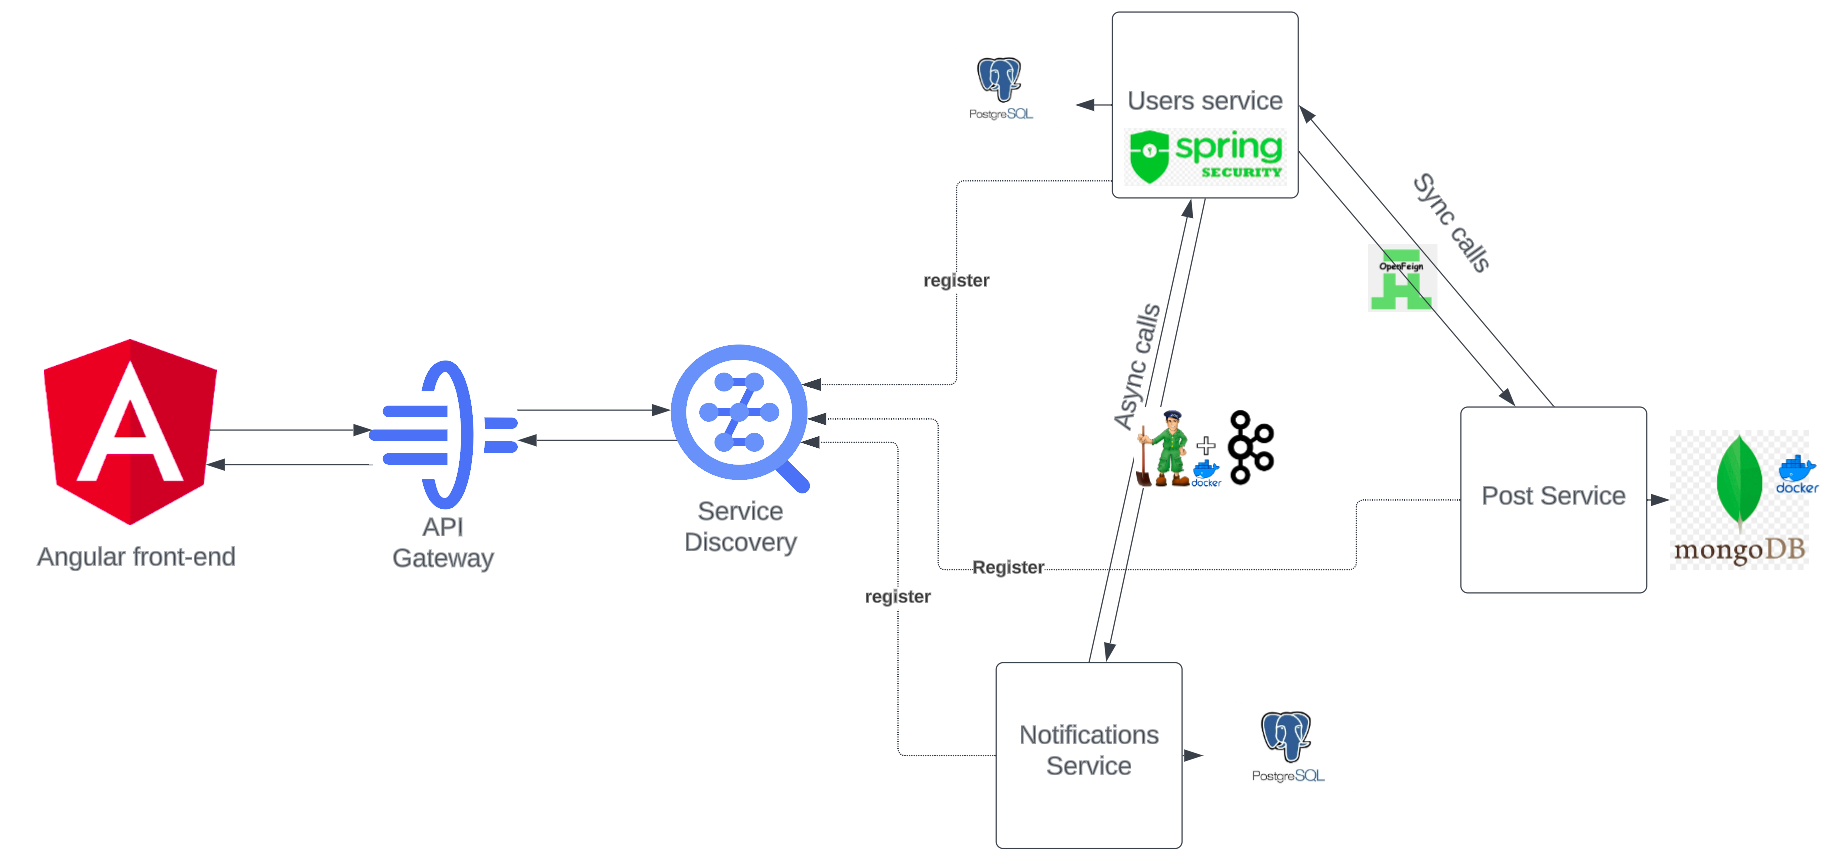 PostgreSQL
Users service
spring
SECURITY
register
Sync calls
OpenFeign
Async calls
docker
Angular front-end
API
Gateway
Service
Discovery
Register
register
Post Service
docker
mongoDB
Notifications
Service
PostgreSQL